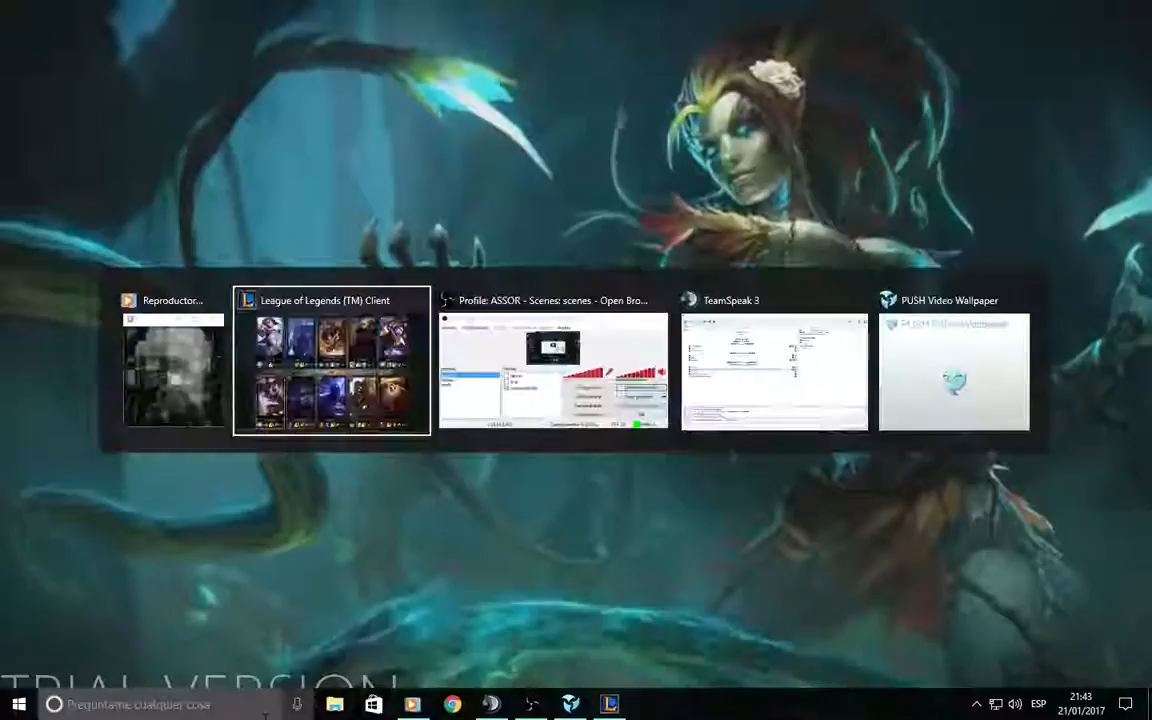 Reproductor...
League of Legends (TM) Client
Profile: ASSOR - Scenes: scenes - Open Bro...
TeamSpeak 3
PUSH Video Wallpaper
TRIAL VERSION
Pregúntame cualquier cosa
ESP
21:43
21/01/2017